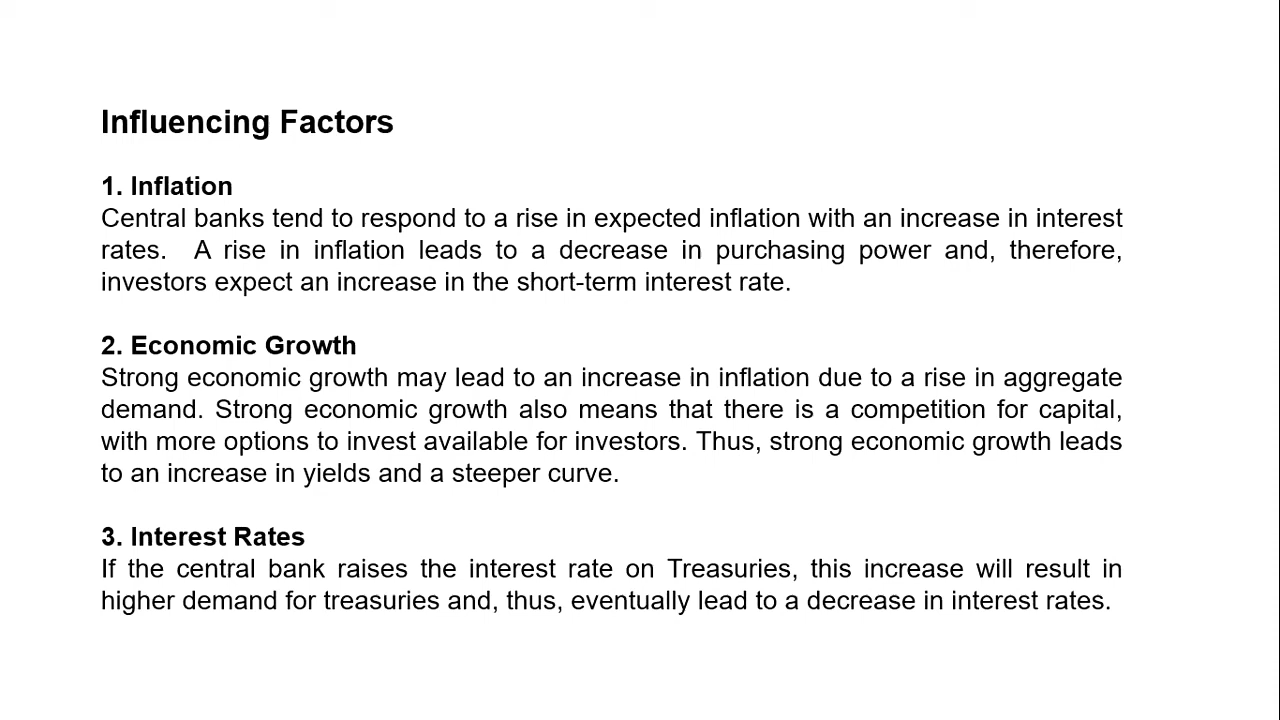 Influencing Factors
1. Inflation
Central banks tend to respond to a rise in expected inflation with an increase in interest
rates.  A rise in inflation leads to a decrease in purchasing power and, therefore,
investors expect an increase in the short-term interest rate.
2. Economic Growth
Strong economic growth may lead to an increase in inflation due to a rise in aggregate
demand. Strong economic growth also means that there is a competition for capital,
with more options to invest available for investors. Thus, strong economic growth leads
to an increase in yields and a steeper curve.
3. Interest Rates
If the central bank raises the interest rate on Treasuries, this increase will result in
higher demand for treasuries and, thus, eventually lead to a decrease in interest rates.